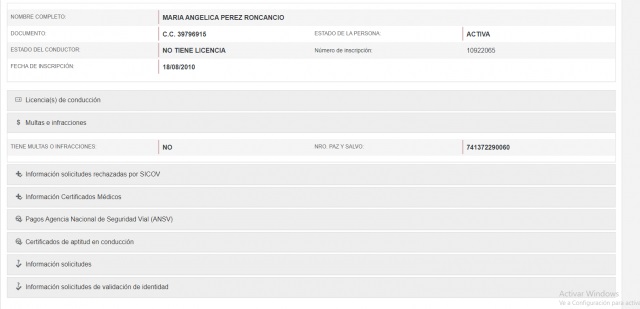 NOMBRE COMPLETO: MARIA ANGELICA PEREZ RONCANCIO
DOCUMENTO: C.C. 39796915 ESTADO DE LA PERSONA: ACTIVA
ESTADO DEL CONDUCTOR: NO TIENE LICENCIA Número de inscripción: 10922065
FECHA DE INSCRIPCIÓN: 18/08/2010
Licencia(s) de conducción
$ Multas e infracciones
TIENE MULTAS O INFRACCIONES: NO NRO. PAZ Y SALVO: 741372290060
Información solicitudes rechazadas por SICOV
Información Certificados Médicos
Pagos Agencia Nacional de Seguridad Vial (ANSV)
Certificados de aptitud en conducción
Información solicitudes
Información solicitudes de validación de identidad
Activar Windows
Ve a Configuración para activa